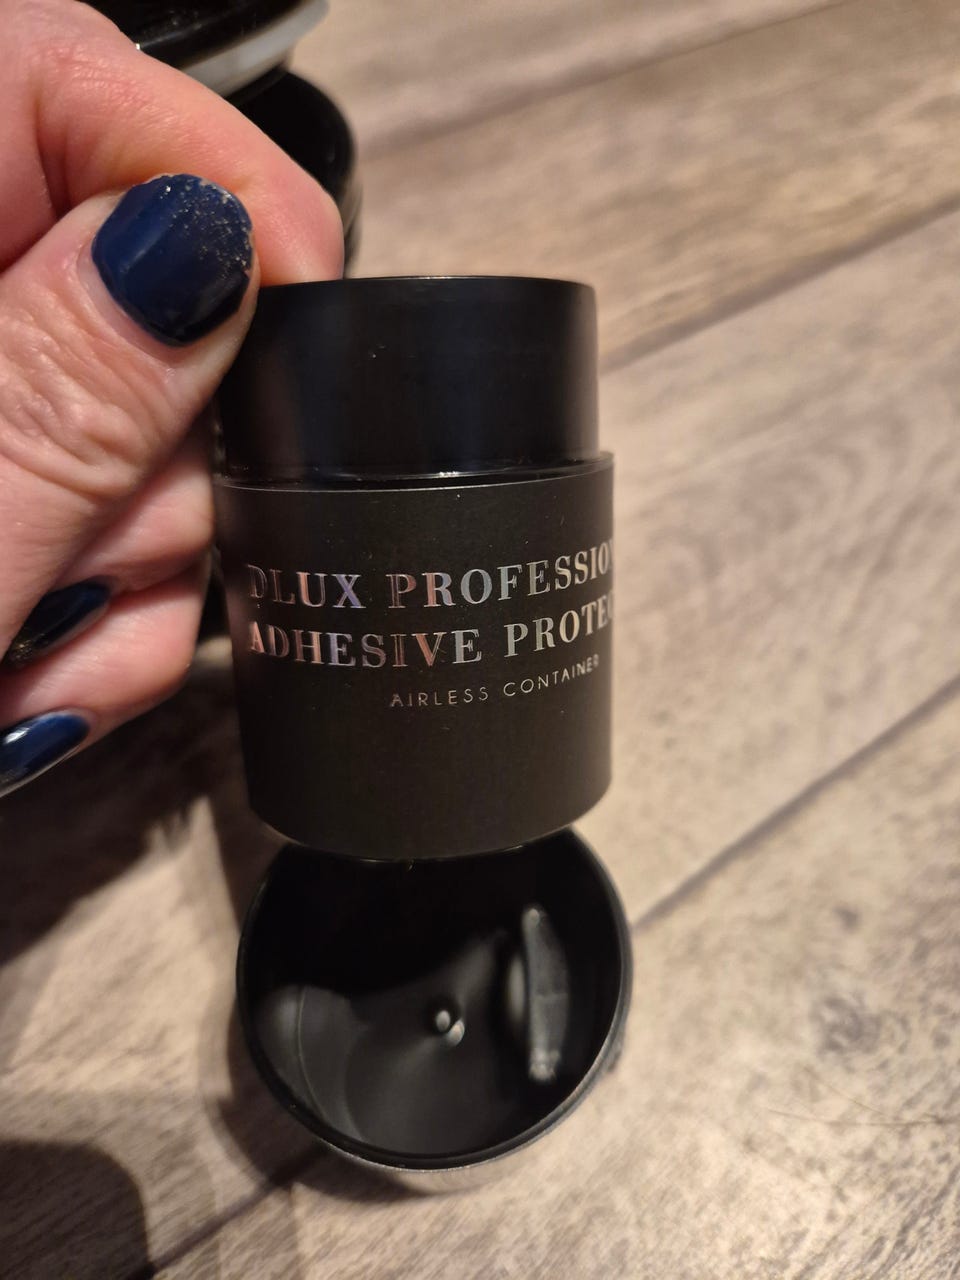 DLUX PROFESSION
ADHESIVE PROTEC
AIRLESS CONTAINER